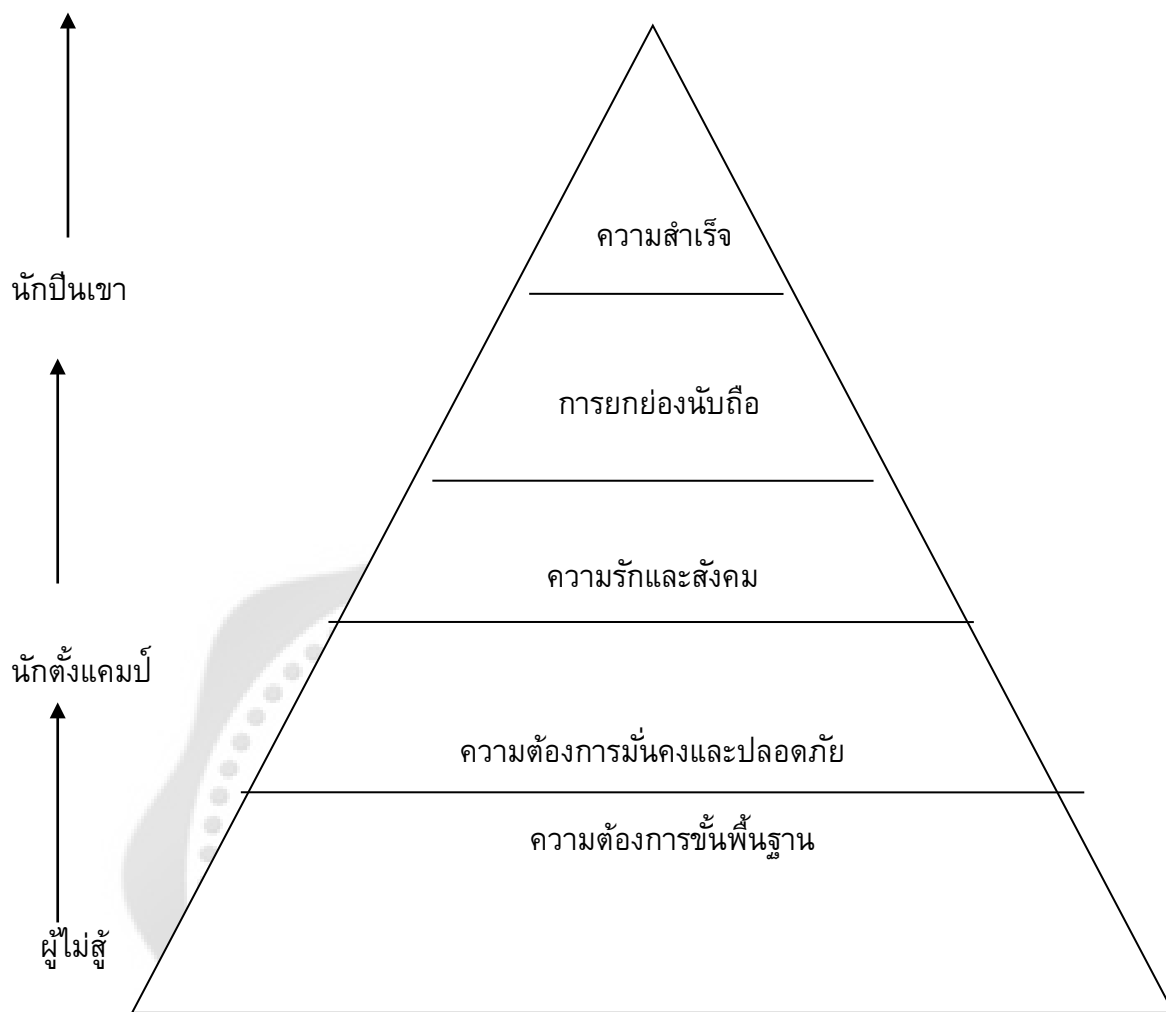 ความสำเร็จ
นักปีนเขา
การยกย่องนับถือ
ความรักและสังคม
นักตั้งแคมป์
ความต้องการมั่นคงและปลอดภัย
ความต้องการขั้นพื้นฐาน
ผู้ไม่สู้